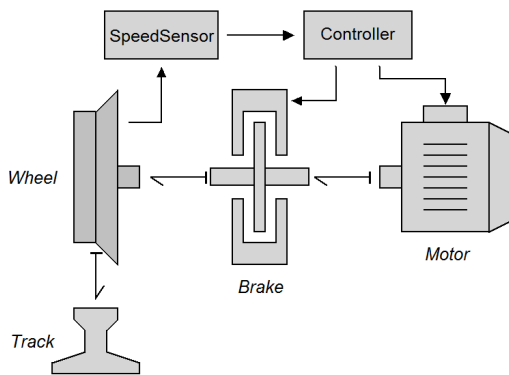 SpeedSensor
Controller
Wheel
Motor
Brake
Track